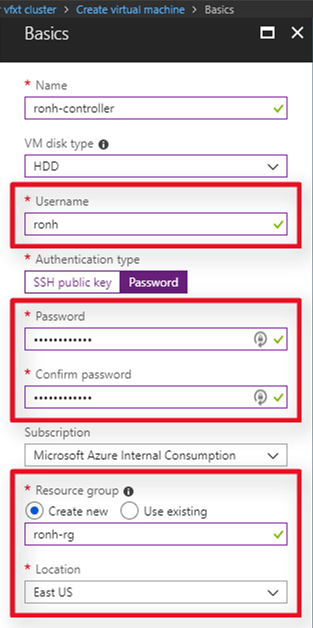 vfxt cluster > Create virtual machine > Basics
Basics
* Name
ronh-controller
VM disk type
HDD
* Username
ronh
* Authentication type
SSH public key Password
* Password
••••••••••••
* Confirm password
••••••••••••
Subscription
Microsoft Azure Internal Consumption
* Resource group
Create new Use existing
ronh-rg
* Location
East US